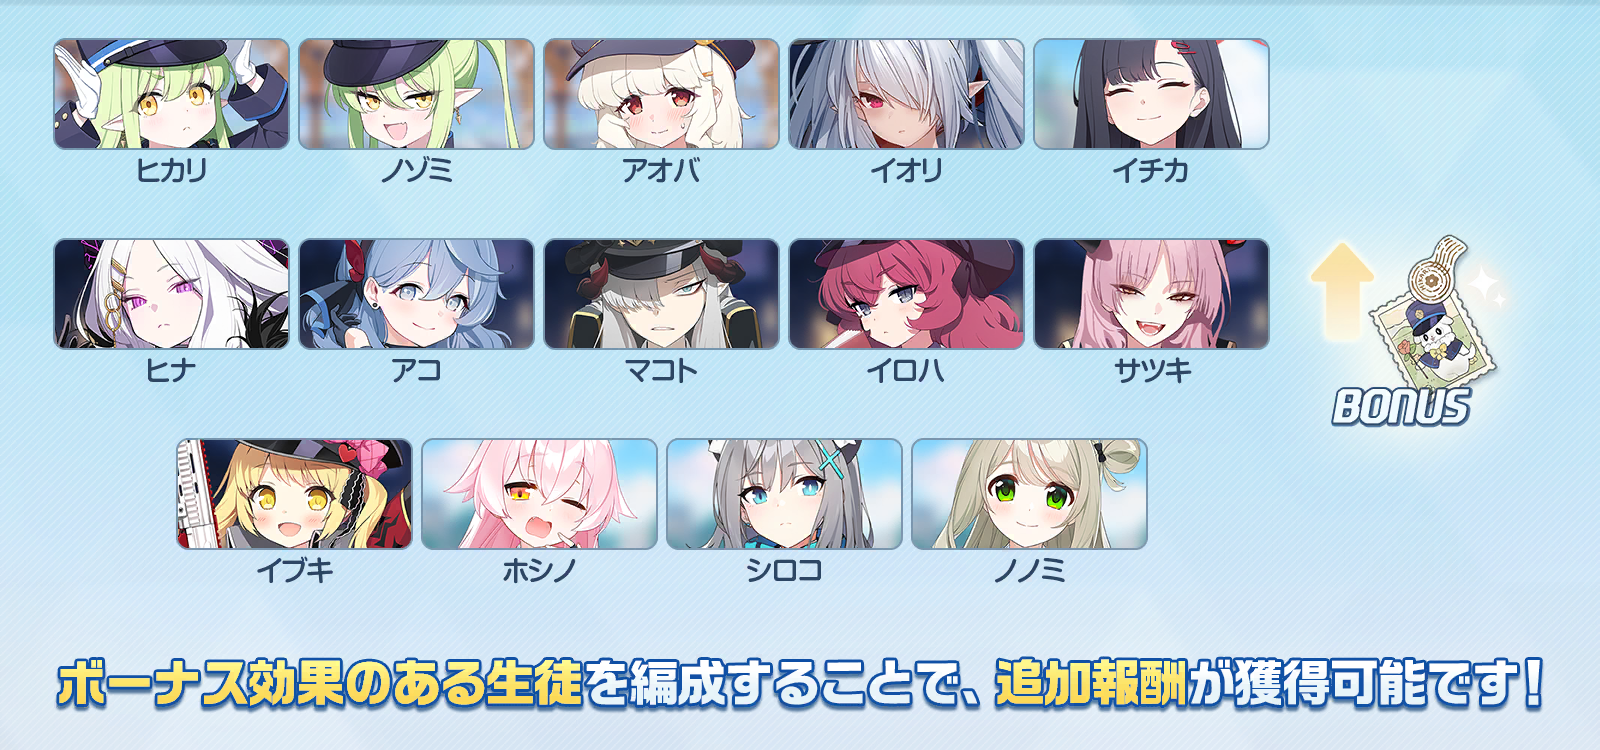 ヒカリ ノゾミ アオバ イオリ イチカ
ヒナ アコ マコト イロハ サツキ
BONUS
イブキ ホシノ シロコ ノノミ
ボーナス効果のある生徒を編成することで、追加報酬が獲得可能です！